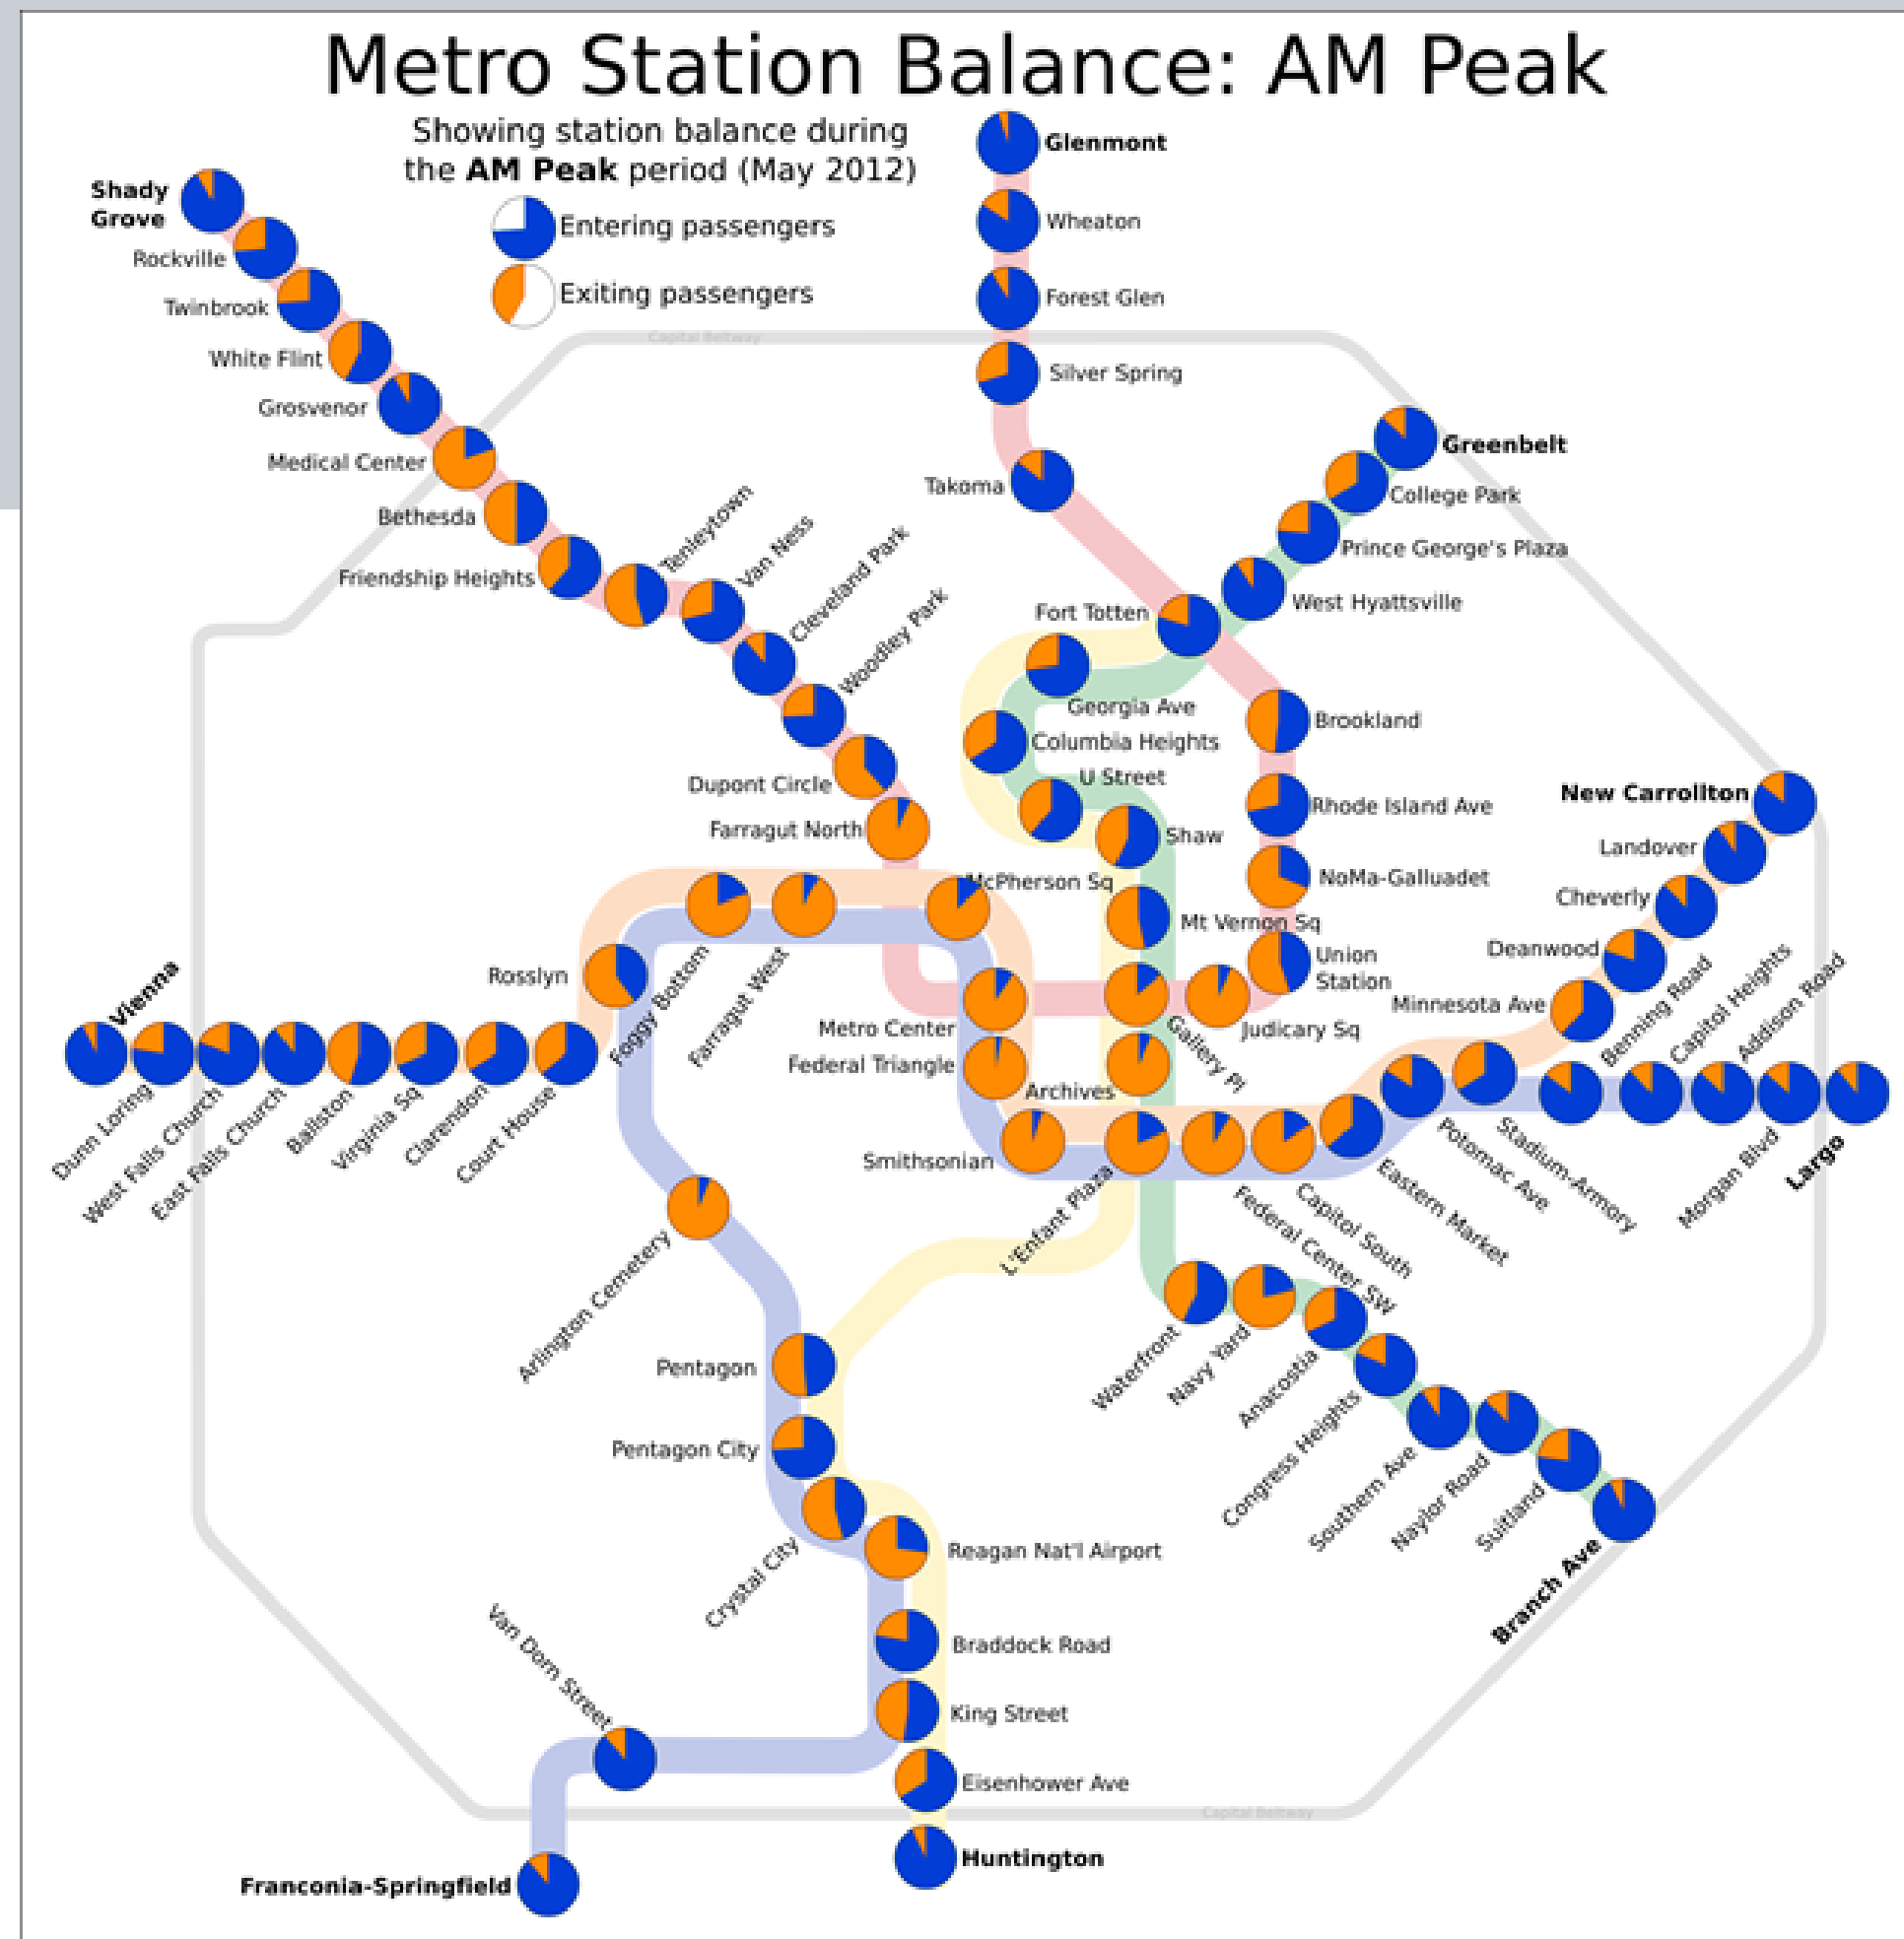 Metro Station Balance: AM Peak
Showing station balance during
the AM Peak period (May 2012)
Entering passengers
Exiting passengers
Capital Beltway
Shady
Grove
Rockville
Twinbrook
White Flint
Grosvenor
Medical Center
Bethesda
Friendship Heights
Tenleytown
Van Ness
Cleveland Park
Woodley Park
Dupont Circle
Farragut North
Glenmont
Wheaton
Forest Glen
Silver Spring
Takoma
Fort Totten
Brookland
Rhode Island Ave
NoMa-Galluadet
Union
Station
Judicary Sq
Gallery Pl
Metro Center
Greenbelt
College Park
Prince George's Plaza
West Hyattsville
Georgia Ave
Columbia Heights
U Street
Shaw
Mt Vernon Sq
Archives
L'Enfant Plaza
Waterfront
Navy Yard
Anacostia
Congress Heights
Southern Ave
Naylor Road
Suitland
Branch Ave
New Carrollton
Landover
Cheverly
Deanwood
Minnesota Ave
Benning Road
Capitol Heights
Addison Road
Morgan Blvd
Largo
Stadium-Armory
Potomac Ave
Eastern Market
Capitol South
Federal Center SW
Smithsonian
Federal Triangle
McPherson Sq
Farragut West
Foggy Bottom
Rosslyn
Vienna
Dunn Loring
West Falls Church
East Falls Church
Ballston
Virginia Sq
Clarendon
Court House
Arlington Cemetery
Pentagon
Pentagon City
Crystal City
Reagan Nat'l Airport
Braddock Road
King Street
Eisenhower Ave
Huntington
Van Dorn Street
Franconia-Springfield
Capital Beltway